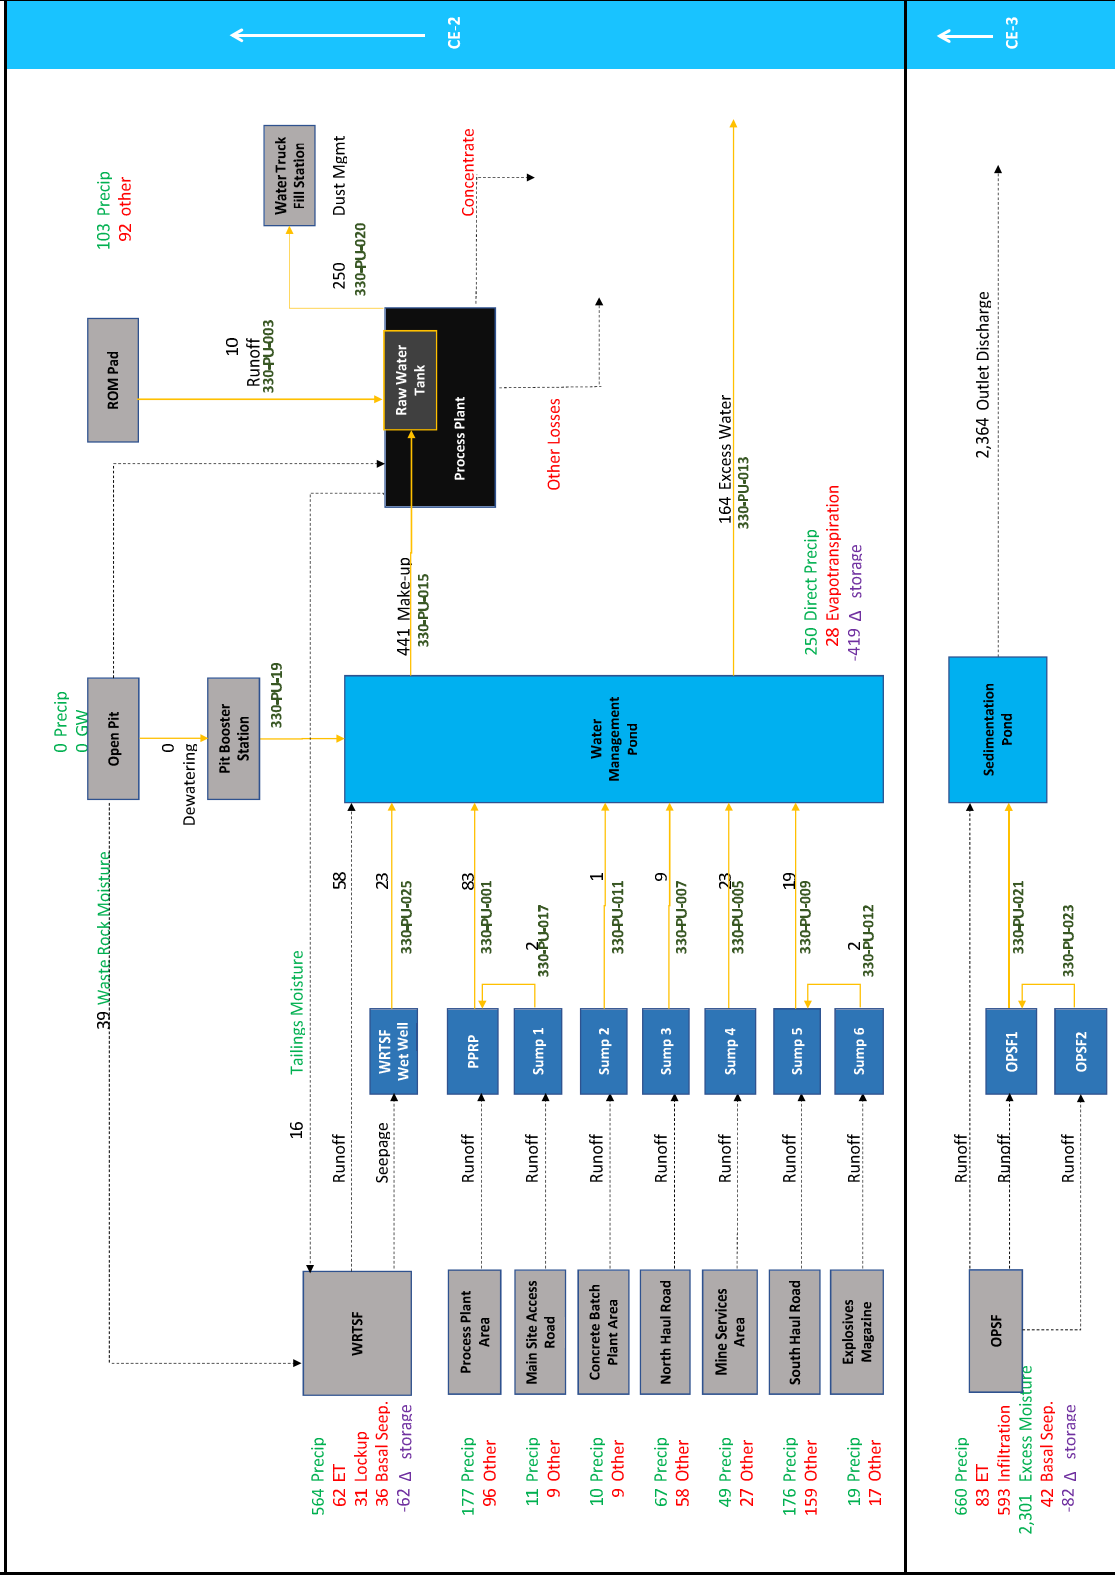 0 Precip
0 GW
Open Pit
0
Dewatering
Pit Booster
Station
330-PU-19
39 Waste Rock Moisture
Tailings Moisture
16
ROM Pad
103 Precip
92 other
10
Runoff
330-PU-003
Water Truck
Fill Station
Dust Mgmt
250
330-PU-020
Raw Water
Tank
Process Plant
Concentrate
Other Losses
441 Make-up
330-PU-015
Water
Management
Pond
164 Excess Water
330-PU-013
250 Direct Precip
28 Evapotranspiration
-419 Δ storage
CE-2
564 Precip
62 ET
31 Lockup
36 Basal Seep.
-62 Δ storage
WRTSF
Runoff
58
Seepage
WRTSF
Wet Well
23
330-PU-025
177 Precip
96 Other
Process Plant
Area
Runoff
PPRP
83
330-PU-001
11 Precip
9 Other
Main Site Access
Road
Runoff
Sump 1
2
330-PU-017
10 Precip
9 Other
Concrete Batch
Plant Area
Runoff
Sump 2
1
330-PU-011
67 Precip
58 Other
North Haul Road
Runoff
Sump 3
9
330-PU-007
49 Precip
27 Other
Mine Services
Area
Runoff
Sump 4
23
330-PU-005
176 Precip
159 Other
South Haul Road
Runoff
Sump 5
19
330-PU-009
19 Precip
17 Other
Explosives
Magazine
Runoff
Sump 6
2
330-PU-012
660 Precip
83 ET
593 Infiltration
2,301 Excess Moisture
42 Basal Seep.
-82 Δ storage
OPSF
Runoff
Runoff
Runoff
OPSF1
330-PU-021
OPSF2
330-PU-023
Sedimentation
Pond
2,364 Outlet Discharge
CE-3